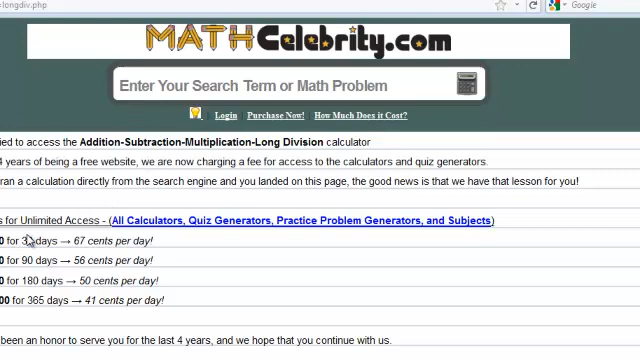 longdiv.php
Google
MATHCelebrity.com
Enter Your Search Term or Math Problem
Login Purchase Now! How Much Does it Cost?
ied to access the Addition-Subtraction-Multiplication-Long Division calculator
4 years of being a free website, we are now charging a fee for access to the calculators and quiz generators.
ran a calculation directly from the search engine and you landed on this page, the good news is that we have that lesson for you!
s for Unlimited Access - (All Calculators, Quiz Generators, Practice Problem Generators, and Subjects)
0 for days → 67 cents per day!
0 for 90 days → 56 cents per day!
0 for 180 days → 50 cents per day!
00 for 365 days → 41 cents per day!
been an honor to serve you for the last 4 years, and we hope that you continue with us.